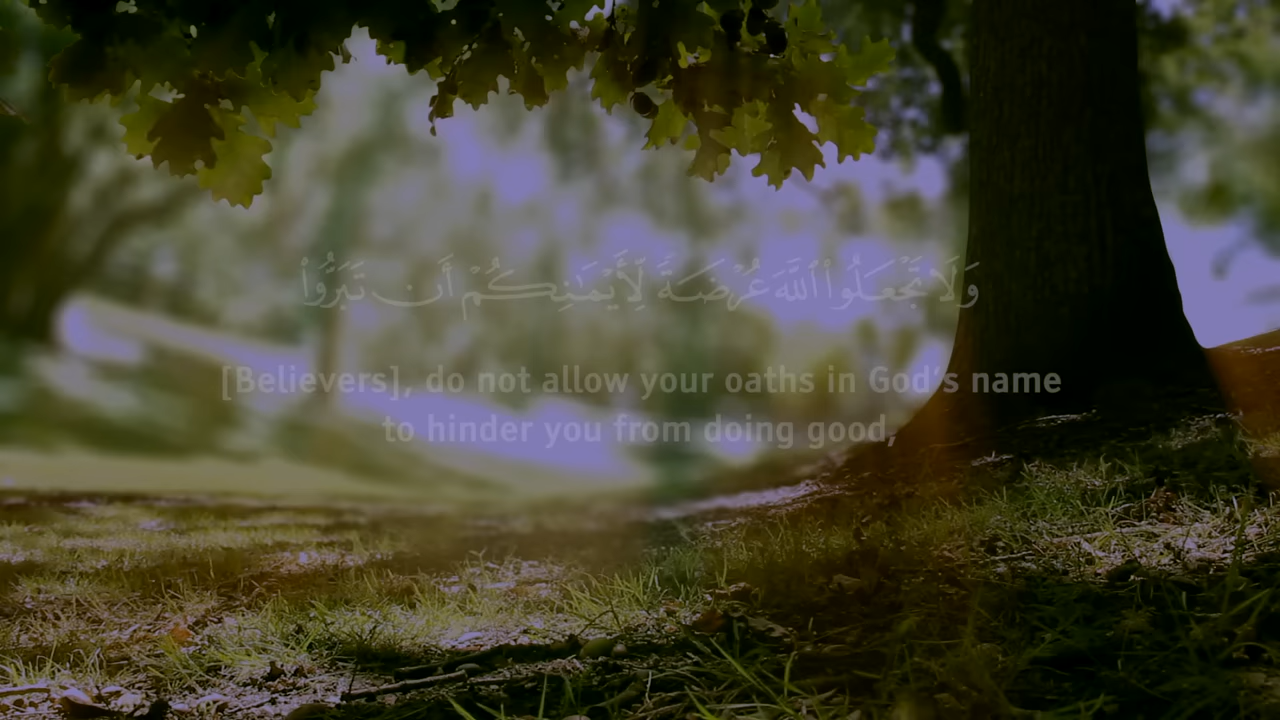 وَلَا تَجْعَلُوا۟ ٱللَّهَ عُرْضَةً لِّأَيْمَـٰنِكُمْ أَن تَبَرُّوا۟
[Believers], do not allow your oaths in God's name
to hinder you from doing good,